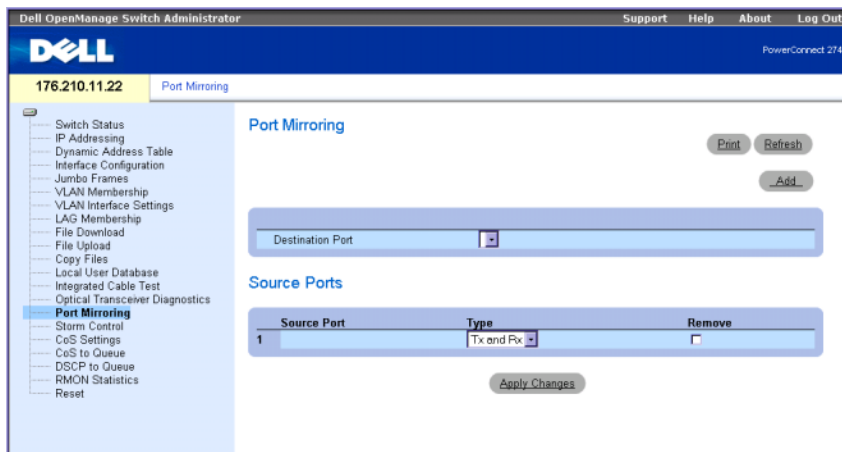 Dell OpenManage Switch Administrator
Support Help About Log Out
DELL
PowerConnect 274
176.210.11.22 Port Mirroring
Switch Status
IP Addressing
Dynamic Address Table
Interface Configuration
Jumbo Frames
VLAN Membership
VLAN Interface Settings
LAG Membership
File Download
File Upload
Copy Files
Local User Database
Integrated Cable Test
Optical Transceiver Diagnostics
Port Mirroring
Storm Control
CoS Settings
CoS to Queue
DSCP to Queue
RMON Statistics
Reset
Port Mirroring
Print Refresh
Add
Destination Port
Source Ports
Source Port Type Remove
1 Tx and Rx
Apply Changes